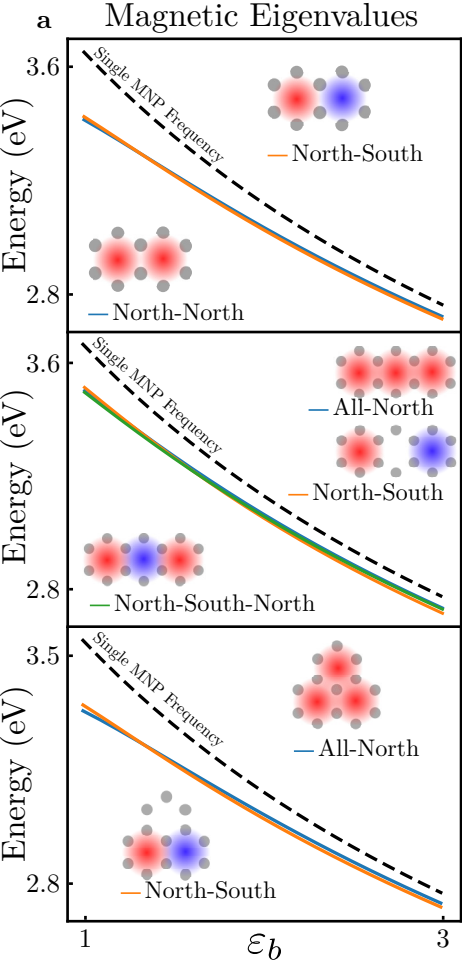 a
Magnetic Eigenvalues
3.6
2.8
Energy (eV)
Single MNP Frequency
North-South
North-North
3.6
2.8
Energy (eV)
Single MNP Frequency
All-North
North-South
North-South-North
3.5
2.8
Energy (eV)
Single MNP Frequency
All-North
North-South
1
3
ε_b